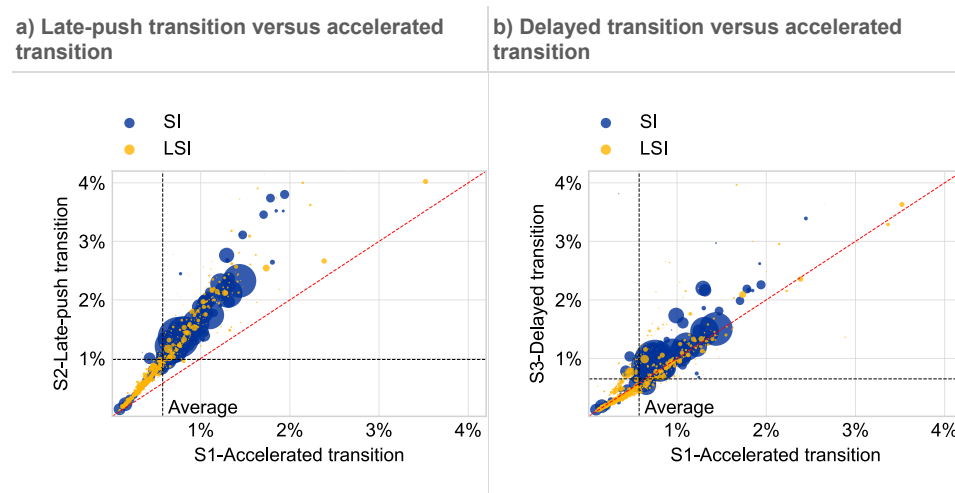 a) Late-push transition versus accelerated
transition
SI
LSI
S2-Late-push transition
4%
3%
2%
1%
Average
1% 2% 3% 4%
S1-Accelerated transition
b) Delayed transition versus accelerated
transition
SI
LSI
S3-Delayed transition
4%
3%
2%
1%
Average
1% 2% 3% 4%
S1-Accelerated transition